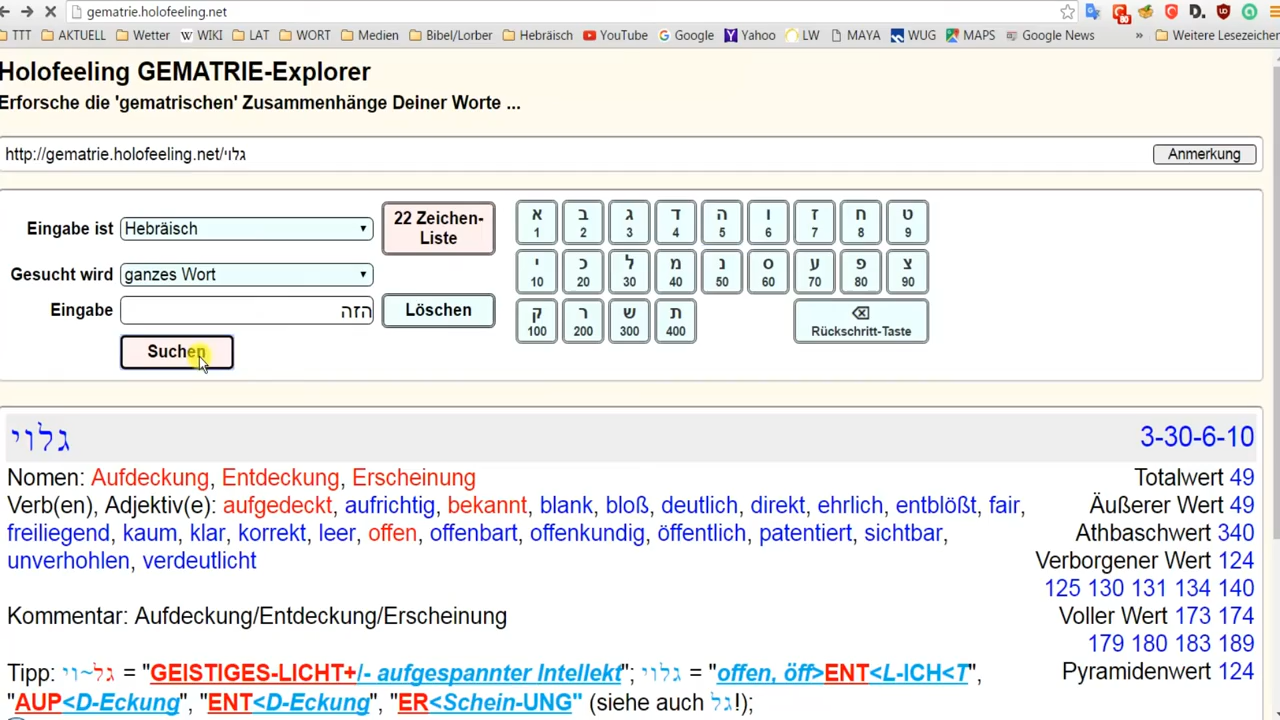 gematrie.holofeeling.net
TTT AKTUELL Wetter WIKI LAT WORT Medien Bibel/Lorber Hebräisch YouTube Google Yahoo LW MAYA WUG MAPS Google News » Weitere Lesezeichen
Holofeeling GEMATRIE-Explorer
Erforsche die 'gematrischen' Zusammenhänge Deiner Worte ...
http://gematrie.holofeeling.net/גלוי Anmerkung
Eingabe ist Hebräisch
22 Zeichen-Liste
Gesucht wird ganzes Wort
Eingabe הזה Löschen
Suchen
א ב ג ד ה ו ז ח ט
1 2 3 4 5 6 7 8 9
י כ ל מ נ ס ע פ צ
10 20 30 40 50 60 70 80 90
ק ר ש ת
100 200 300 400 Rückschritt-Taste
גלוי 3-30-6-10
Nomen: Aufdeckung, Entdeckung, Erscheinung Totalwert 49
Verb(en), Adjektiv(e): aufgedeckt, aufrichtig, bekannt, blank, bloß, deutlich, direkt, ehrlich, entblößt, fair, Äußerer Wert 49
freiliegend, kaum, klar, korrekt, leer, offen, offenbart, offenkundig, öffentlich, patentiert, sichtbar, Athbaschwert 340
unverhohlen, verdeutlicht Verborgener Wert 124
125 130 131 134 140
Kommentar: Aufdeckung/Entdeckung/Erscheinung Voller Wert 173 174
179 180 183 189
Tipp: גל~וי = "GEISTIGES-LICHT+/- aufgespannter Intellekt"; גלוי = "offen, öff>ENT<L-ICH<T", Pyramidenwert 124
"AUP<D-Eckung", "ENT<D-Eckung", "ER<Schein-UNG" (siehe auch גל!);